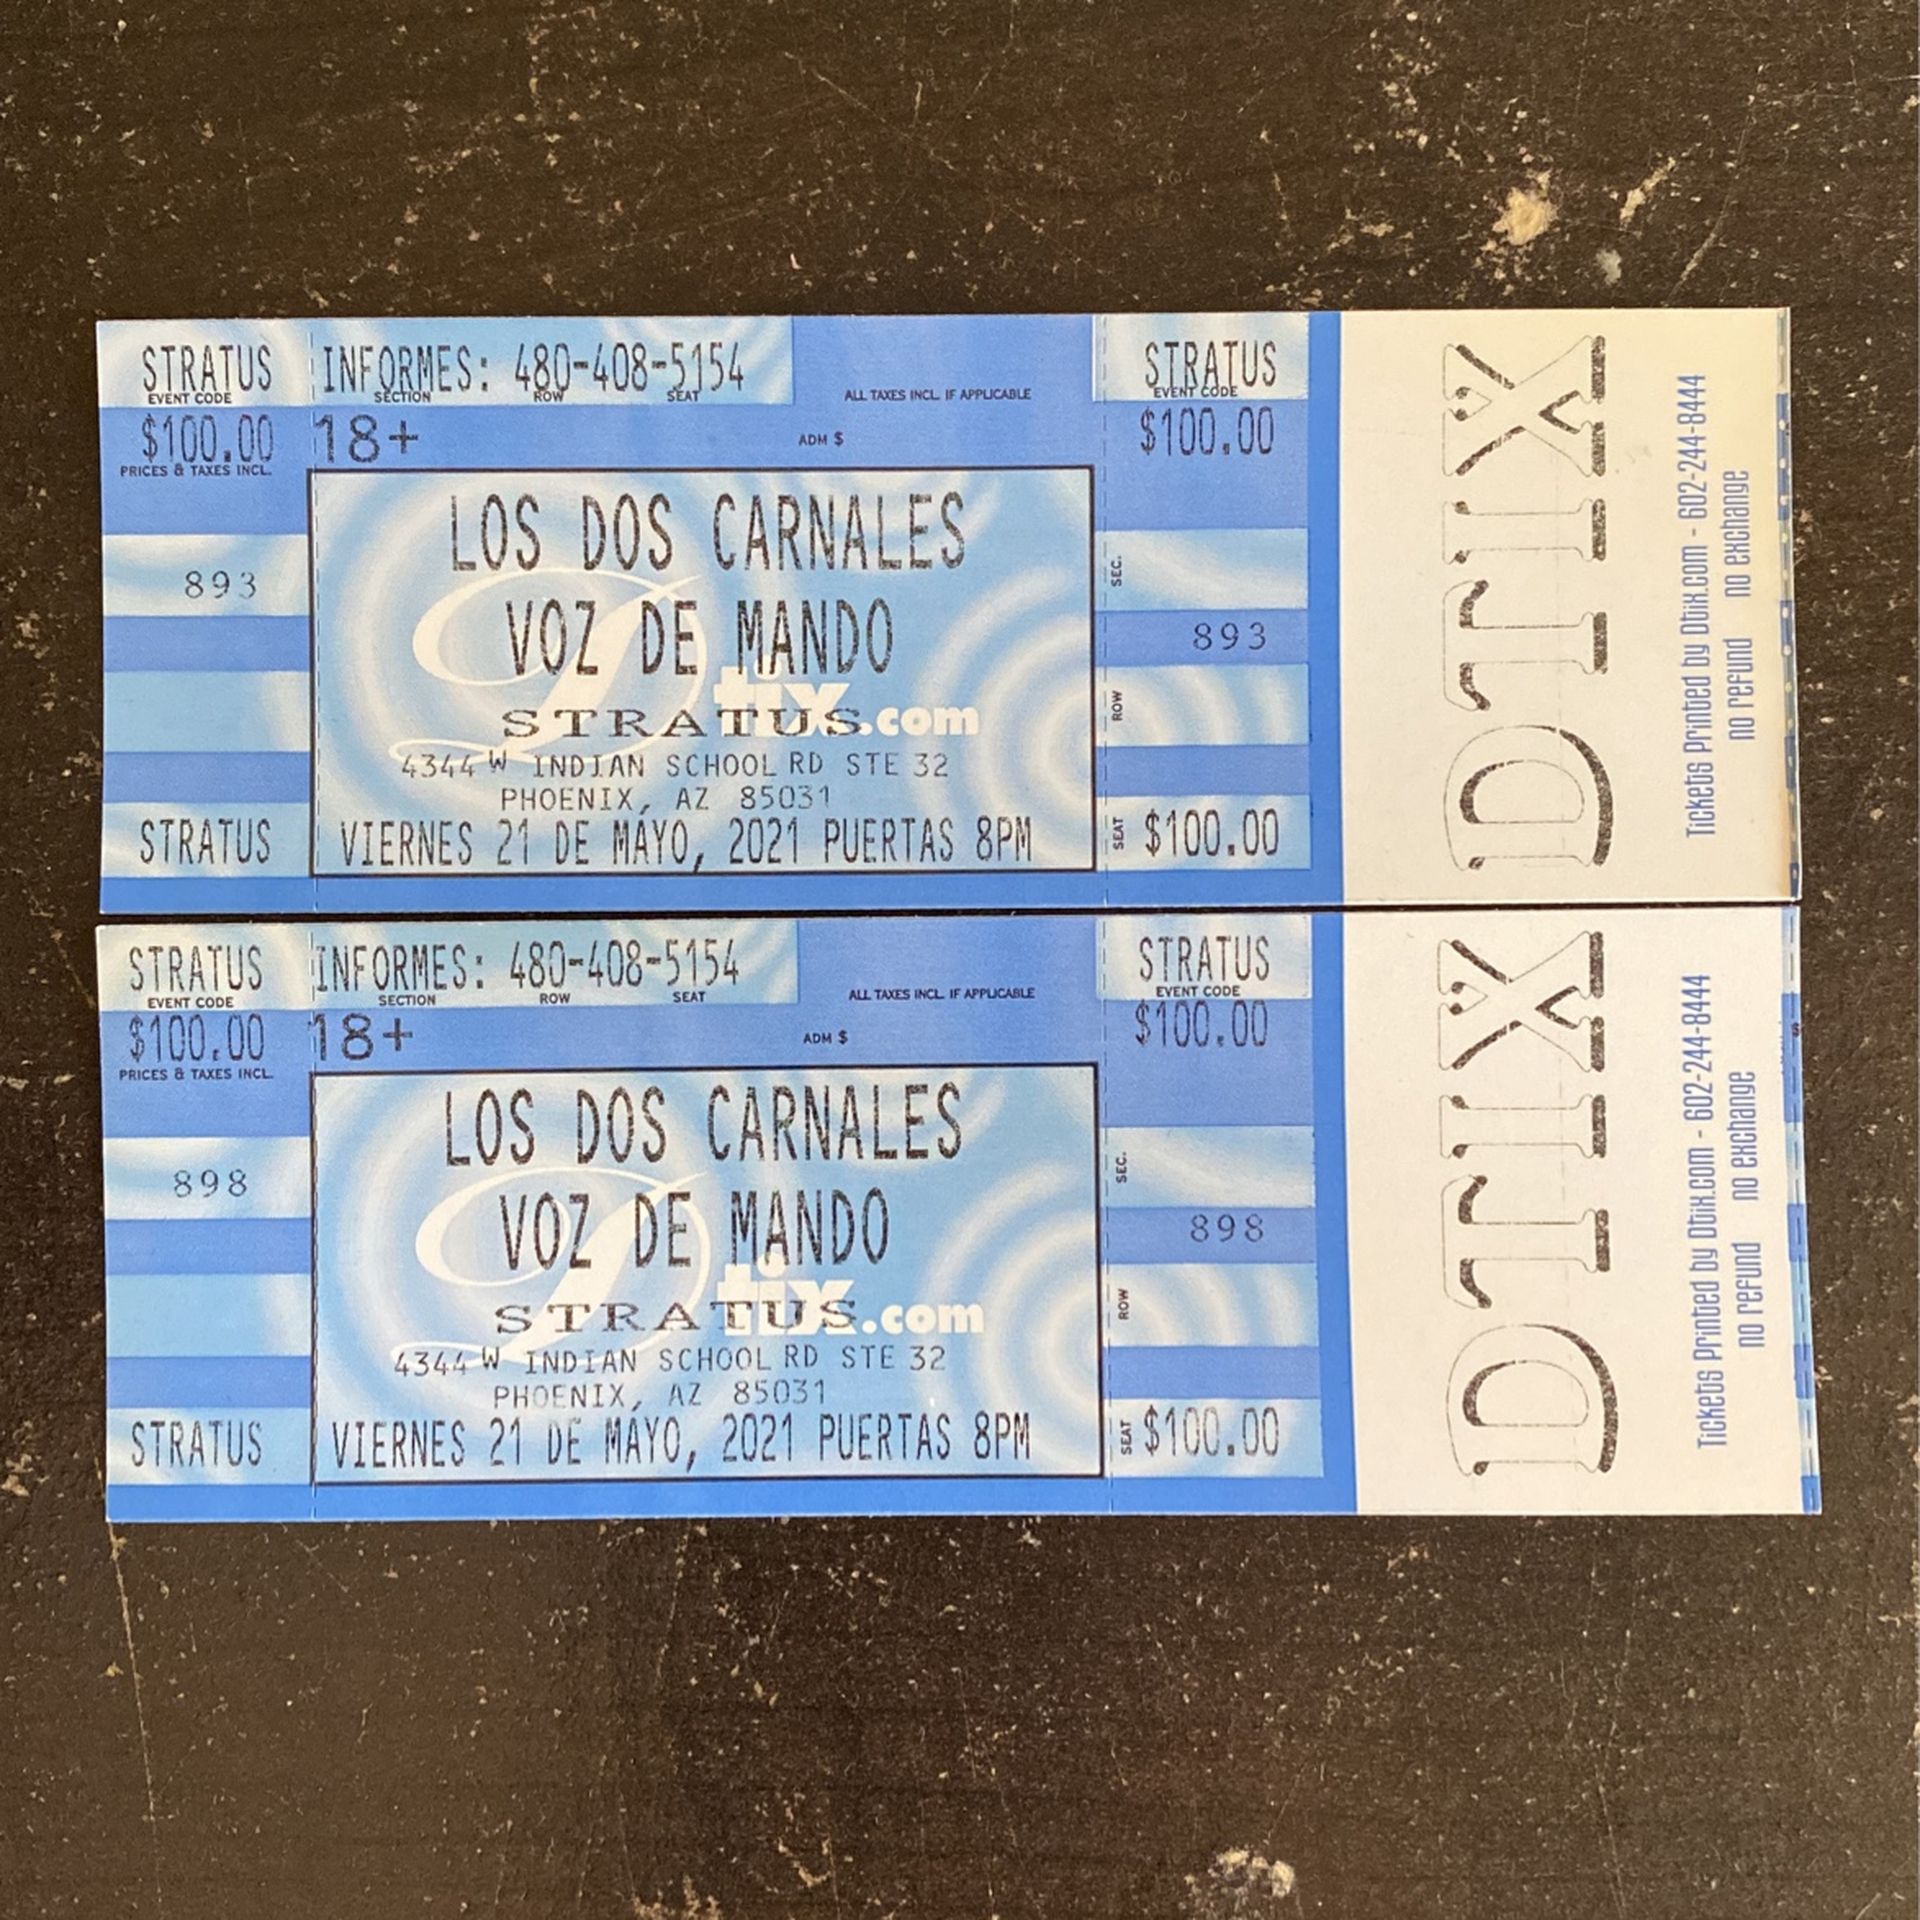 STRATUS INFORMES: 480-408-5154 STRATUS
EVENT CODE SECTION ROW SEAT ALL TAXES INCL. IF APPLICABLE EVENT CODE
$100.00 18+ ADM $ $100.00
PRICES & TAXES INCL.
LOS DOS CARNALES
893 SEC.
VOZ DE MANDO 893
Dtix.com
STRATUS ROW
4344 W INDIAN SCHOOL RD STE 32
PHOENIX, AZ 85031
STRATUS VIERNES 21 DE MAYO, 2021 PUERTAS 8PM SEAT $100.00
DTIX
Tickets Printed by Dtix.com - 602-244-8444
no refund no exchange
STRATUS INFORMES: 480-408-5154 STRATUS
EVENT CODE SECTION ROW SEAT ALL TAXES INCL. IF APPLICABLE EVENT CODE
$100.00 18+ ADM $ $100.00
PRICES & TAXES INCL.
LOS DOS CARNALES
898 SEC.
VOZ DE MANDO 898
Dtix.com
STRATUS ROW
4344 W INDIAN SCHOOL RD STE 32
PHOENIX, AZ 85031
STRATUS VIERNES 21 DE MAYO, 2021 PUERTAS 8PM SEAT $100.00
DTIX
Tickets Printed by Dtix.com - 602-244-8444
no refund no exchange